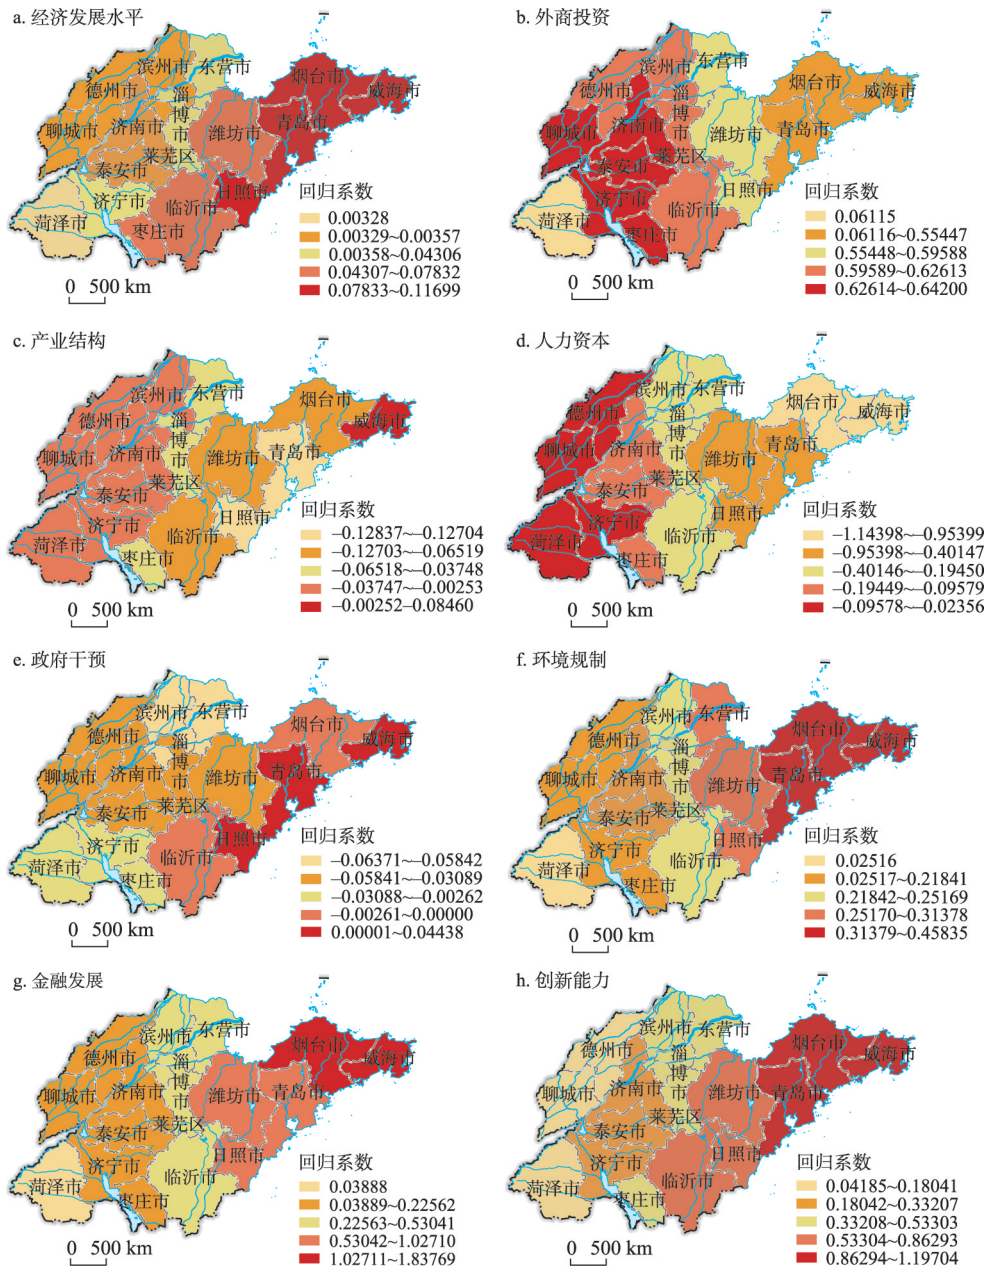 a. 经济发展水平
滨州市
东营市
德州市
淄博市
烟台市
威海市
聊城市
济南市
潍坊市
青岛市
莱芜区
泰安市
济宁市
日照市
菏泽市
临沂市
枣庄市
回归系数
0.00328
0.00329~0.00357
0.00358~0.04306
0.04307~0.07832
0.07833~0.11699
0 500 km
b. 外商投资
滨州市
东营市
德州市
淄博市
烟台市
威海市
聊城市
济南市
潍坊市
青岛市
莱芜区
泰安市
济宁市
日照市
菏泽市
临沂市
枣庄市
回归系数
0.06115
0.06116~0.55447
0.55448~0.59588
0.59589~0.62613
0.62614~0.64200
0 500 km
c. 产业结构
滨州市
东营市
德州市
淄博市
烟台市
威海市
聊城市
济南市
潍坊市
青岛市
莱芜区
泰安市
济宁市
日照市
菏泽市
临沂市
枣庄市
回归系数
–0.12837~–0.12704
–0.12703~–0.06519
–0.06518~–0.03748
–0.03747~–0.00253
–0.00252–0.08460
0 500 km
d. 人力资本
滨州市
东营市
德州市
淄博市
烟台市
威海市
聊城市
济南市
潍坊市
青岛市
莱芜区
泰安市
济宁市
日照市
菏泽市
临沂市
枣庄市
回归系数
–1.14398~–0.95399
–0.95398~–0.40147
–0.40146~–0.19450
–0.19449~–0.09579
–0.09578~–0.02356
0 500 km
e. 政府干预
滨州市
东营市
德州市
淄博市
烟台市
威海市
聊城市
济南市
潍坊市
青岛市
莱芜区
泰安市
济宁市
日照市
菏泽市
临沂市
枣庄市
回归系数
–0.06371~–0.05842
–0.05841~–0.03089
–0.03088~–0.00262
–0.00261~0.00000
0.00001~0.04438
0 500 km
f. 环境规制
滨州市
东营市
德州市
淄博市
烟台市
威海市
聊城市
济南市
潍坊市
青岛市
莱芜区
泰安市
济宁市
日照市
菏泽市
临沂市
枣庄市
回归系数
0.02516
0.02517~0.21841
0.21842~0.25169
0.25170~0.31378
0.31379~0.45835
0 500 km
g. 金融发展
滨州市
东营市
德州市
淄博市
烟台市
威海市
聊城市
济南市
潍坊市
青岛市
莱芜区
泰安市
济宁市
日照市
菏泽市
临沂市
枣庄市
回归系数
0.03888
0.03889~0.22562
0.22563~0.53041
0.53042~1.02710
1.02711~1.83769
0 500 km
h. 创新能力
滨州市
东营市
德州市
淄博市
烟台市
威海市
聊城市
济南市
潍坊市
青岛市
莱芜区
泰安市
济宁市
日照市
菏泽市
临沂市
枣庄市
回归系数
0.04185~0.18041
0.18042~0.33207
0.33208~0.53303
0.53304~0.86293
0.86294~1.19704
0 500 km